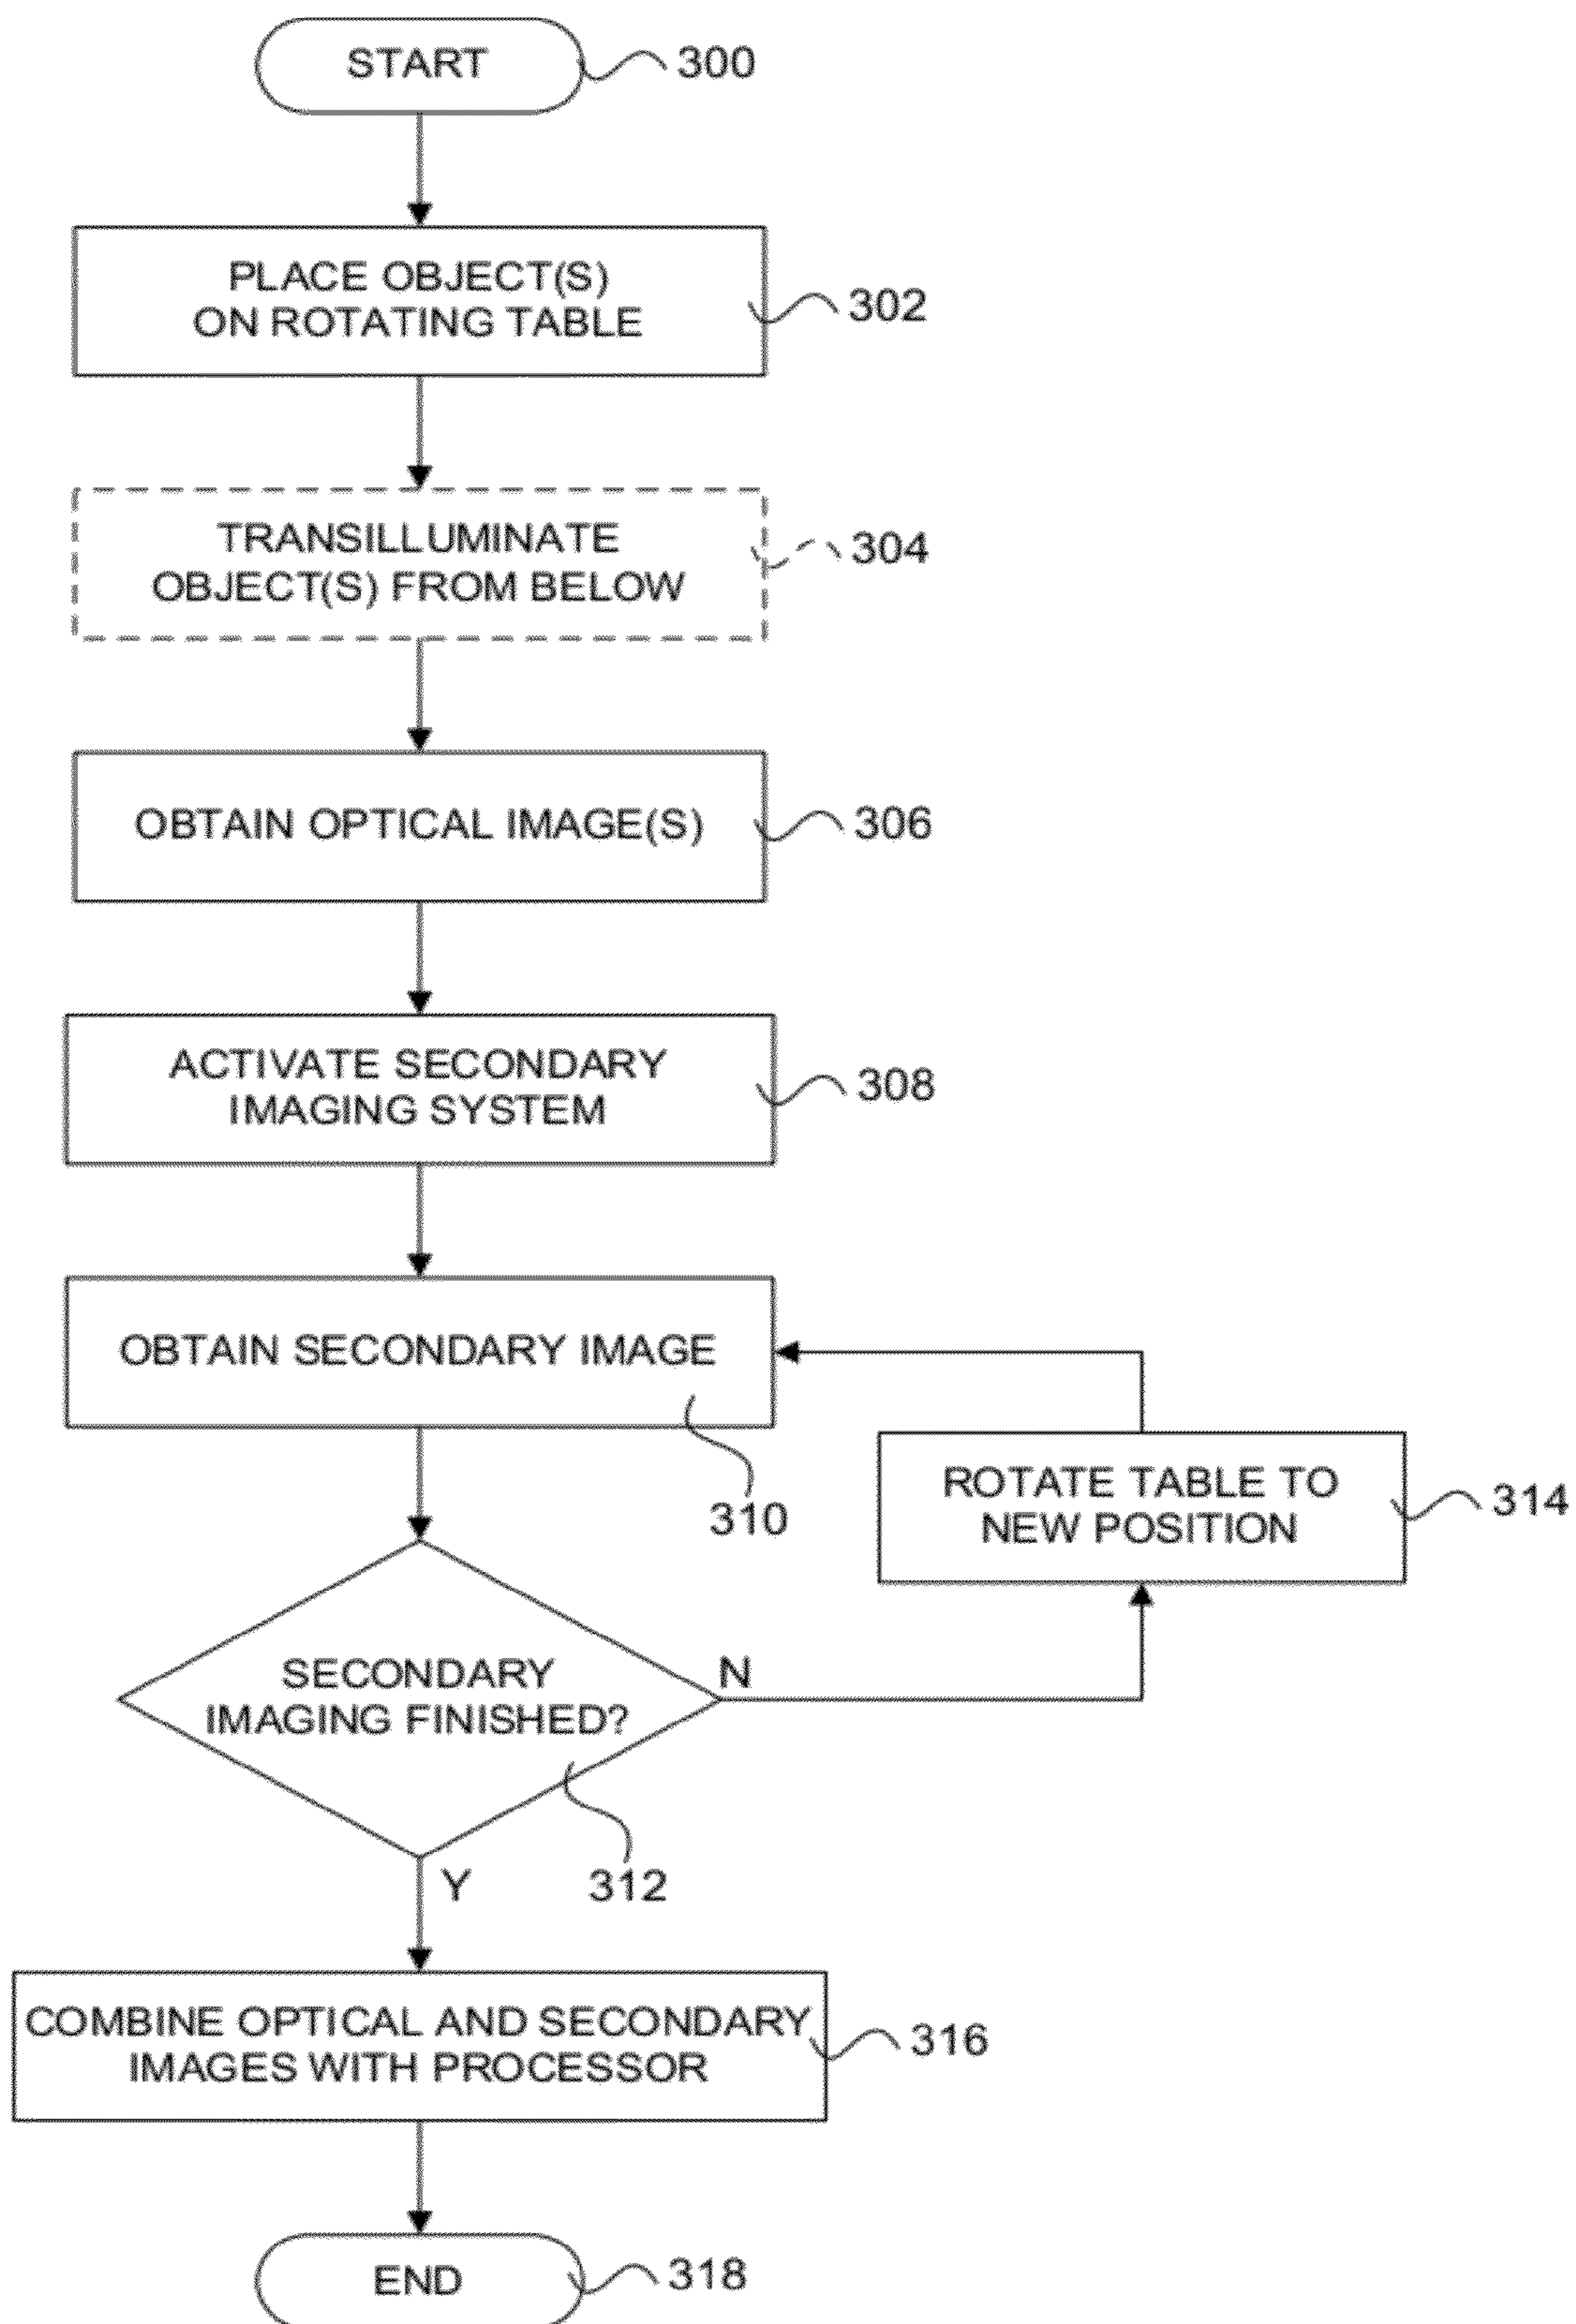 START
300
PLACE OBJECT(S)
ON ROTATING TABLE
302
TRANSILLUMINATE
OBJECT(S) FROM BELOW
304
OBTAIN OPTICAL IMAGE(S)
306
ACTIVATE SECONDARY
IMAGING SYSTEM
308
OBTAIN SECONDARY IMAGE
310
ROTATE TABLE TO
NEW POSITION
314
SECONDARY
IMAGING FINISHED?
N
312
Y
COMBINE OPTICAL AND SECONDARY
IMAGES WITH PROCESSOR
316
END
318